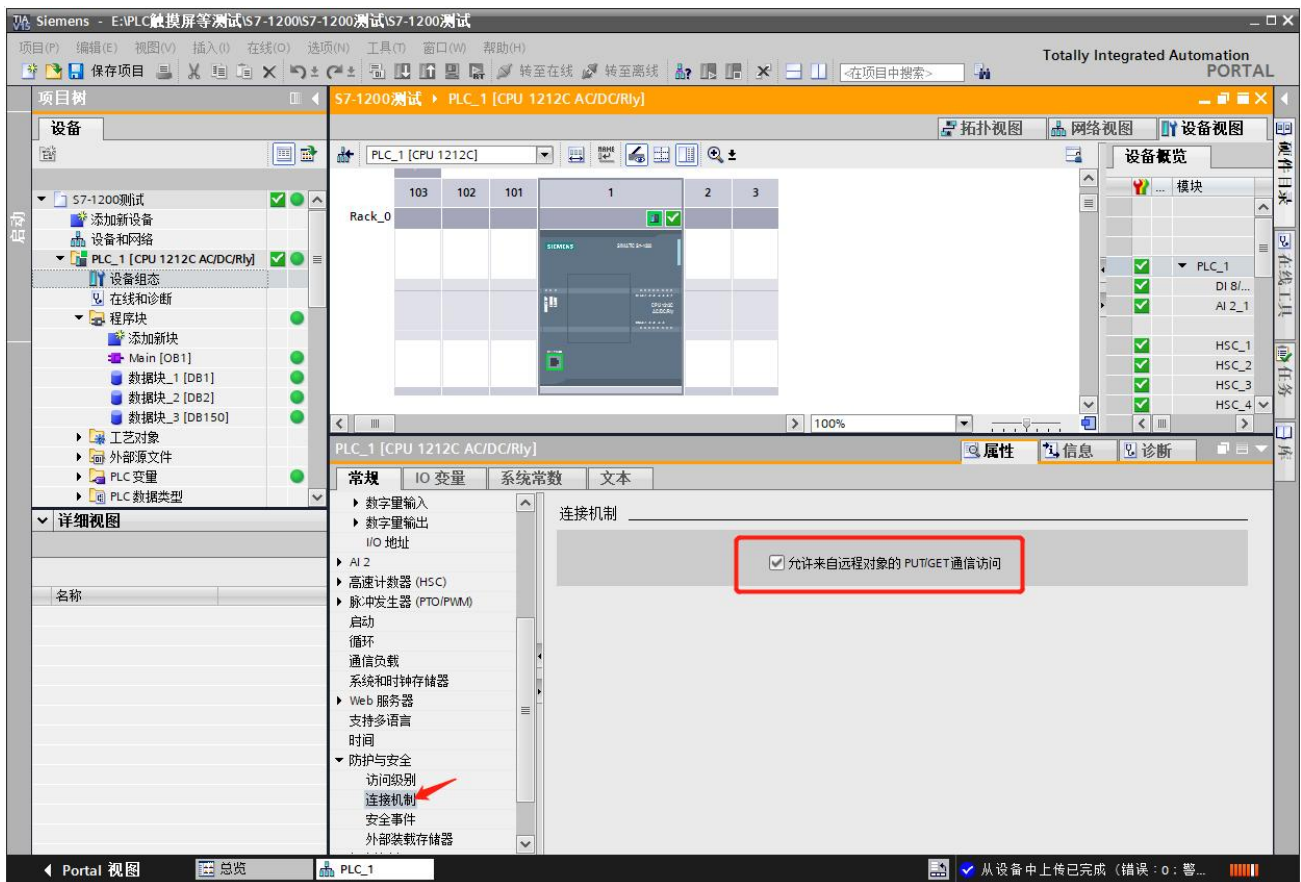 Siemens - E:\PLC触摸屏等测试\S7-1200\S7-1200测试\S7-1200测试
项目(P) 编辑(E) 视图(V) 插入(I) 在线(O) 选项(N) 工具(T) 窗口(W) 帮助(H)
Totally Integrated Automation
PORTAL
保存项目 转至在线 转至离线 <在项目中搜索>
项目树
S7-1200测试 PLC_1 [CPU 1212C AC/DC/Rly]
设备
拓扑视图 网络视图 设备视图
PLC_1 [CPU 1212C]
设备概览
... 模块
103 102 101 1 2 3
Rack_0
SIEMENS
启动
S7-1200测试
添加新设备
设备和网络
PLC_1 [CPU 1212C AC/DC/Rly]
设备组态
在线和诊断
程序块
添加新块
Main [OB1]
数据块_1 [DB1]
数据块_2 [DB2]
数据块_3 [DB150]
工艺对象
外部源文件
PLC 变量
PLC 数据类型
PLC_1
DI 8/...
AI 2_1
HSC_1
HSC_2
HSC_3
HSC_4
100%
硬件目录
在线工具
任务
库
详细视图
名称
PLC_1 [CPU 1212C AC/DC/Rly]
属性 信息 诊断
常规 IO 变量 系统常数 文本
数字量输入
数字量输出
I/O 地址
AI 2
高速计数器 (HSC)
脉冲发生器 (PTO/PWM)
启动
循环
通信负载
系统和时钟存储器
Web 服务器
支持多语言
时间
防护与安全
访问级别
连接机制
安全事件
外部装载存储器
连接机制
允许来自远程对象的 PUT/GET 通信访问
Portal 视图 总览 PLC_1
从设备中上传已完成（错误：0；警...